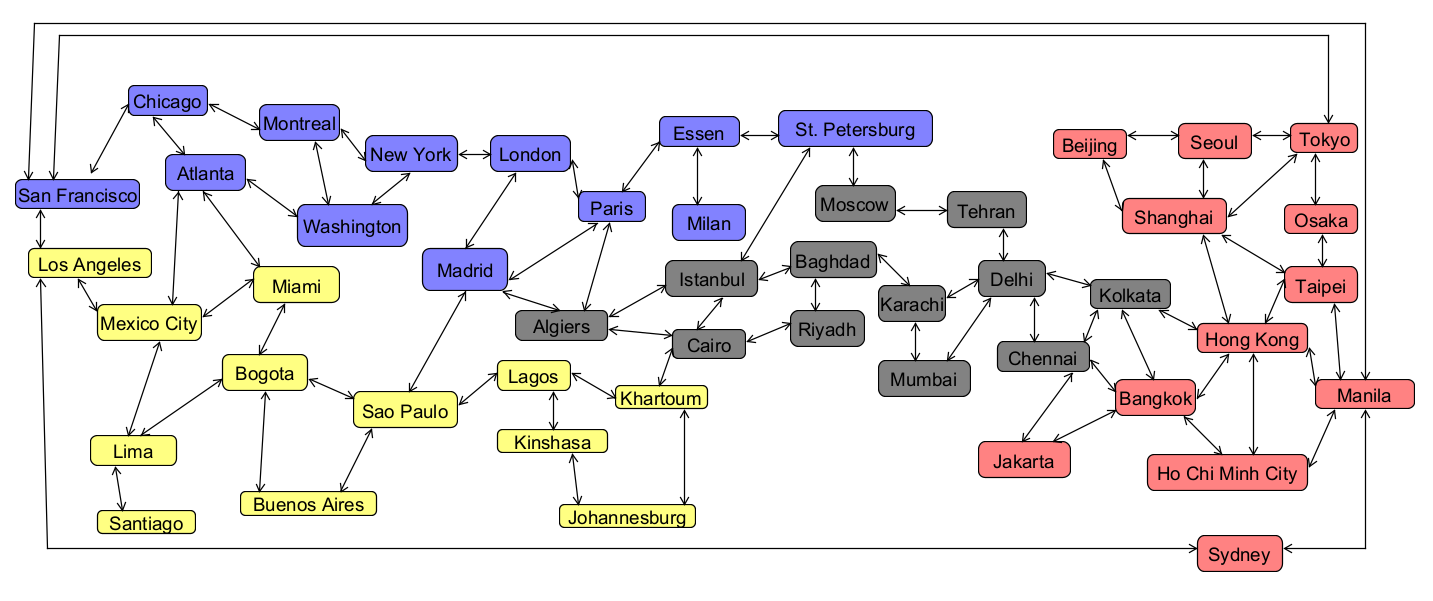 Chicago
Montreal
Essen
St. Petersburg
Beijing
Seoul
Tokyo
San Francisco
Atlanta
New York
London
Washington
Paris
Milan
Moscow
Tehran
Shanghai
Osaka
Los Angeles
Miami
Madrid
Istanbul
Baghdad
Karachi
Delhi
Kolkata
Taipei
Mexico City
Algiers
Cairo
Riyadh
Hong Kong
Bogota
Lagos
Khartoum
Mumbai
Chennai
Bangkok
Manila
Sao Paulo
Lima
Kinshasa
Jakarta
Ho Chi Minh City
Santiago
Buenos Aires
Johannesburg
Sydney